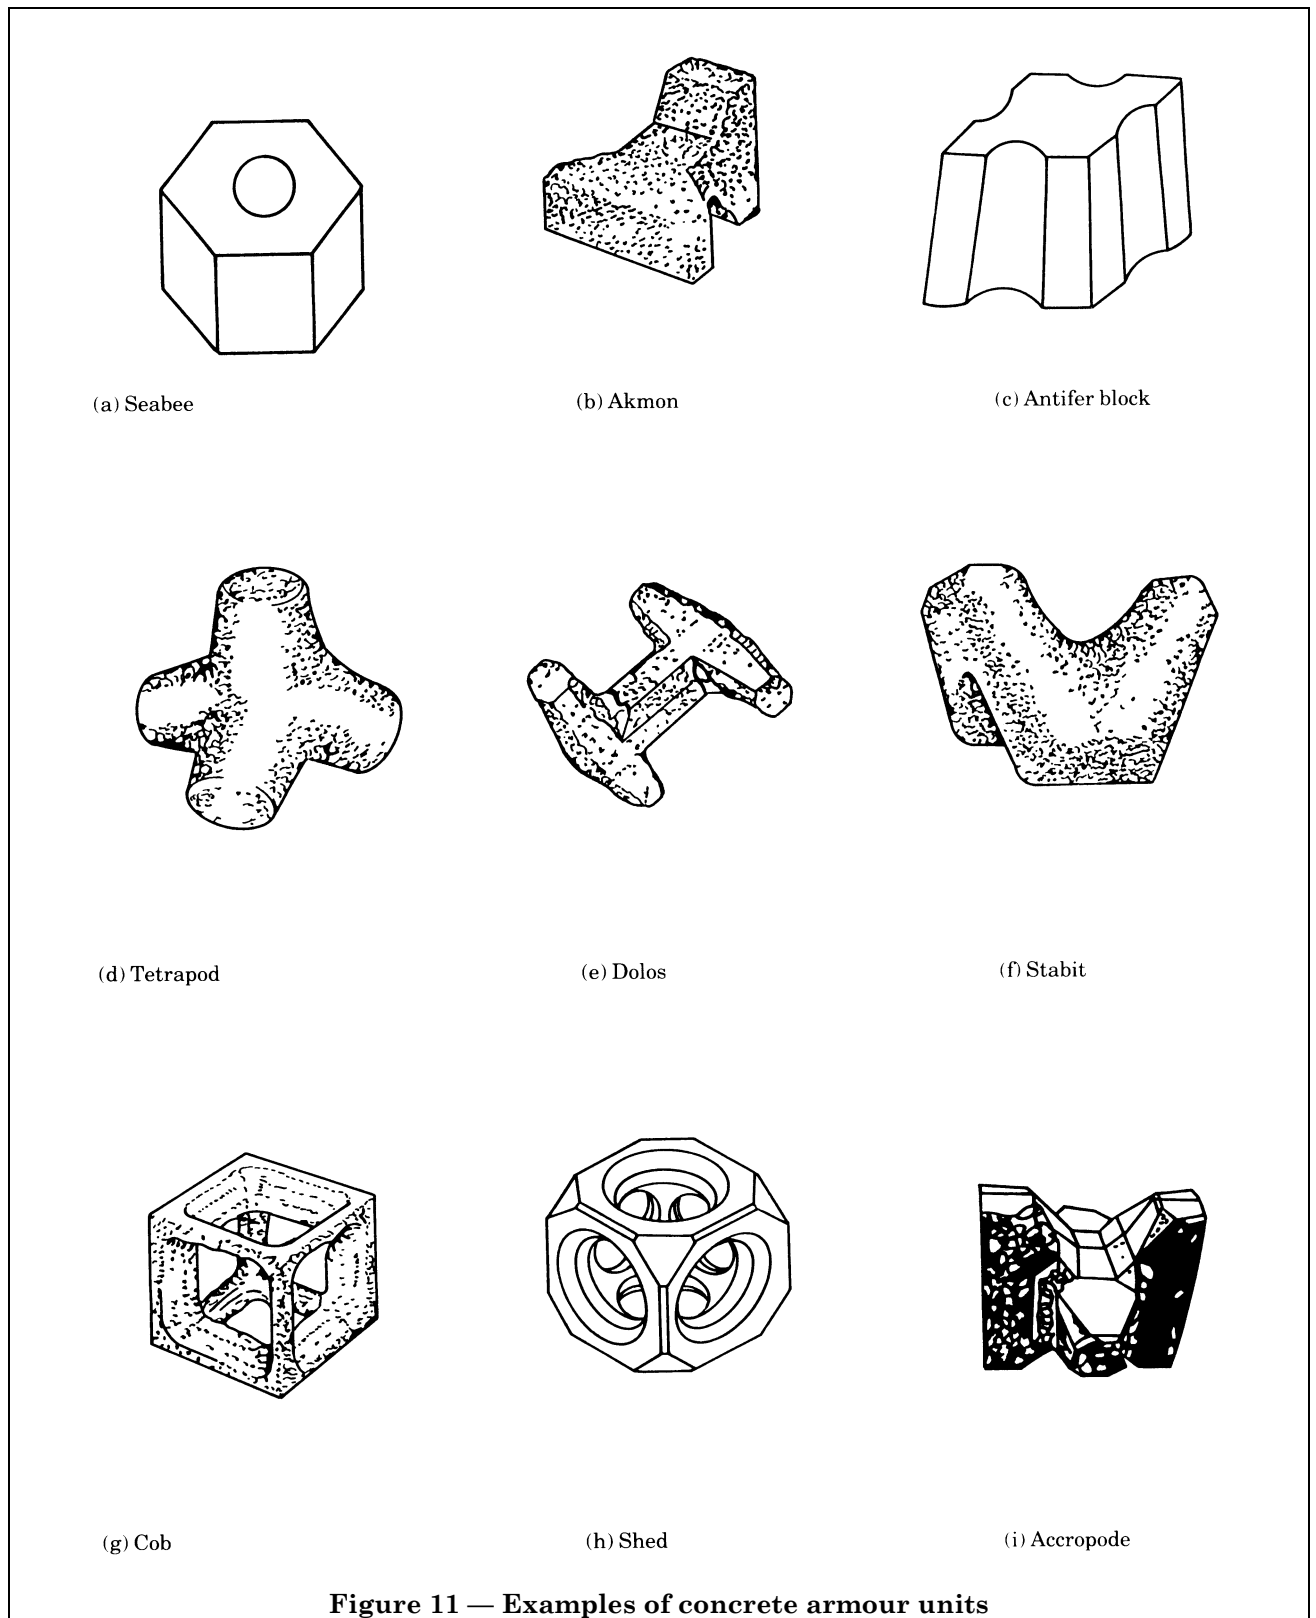 (a) Seabee
(b) Akmon
(c) Antifer block
(d) Tetrapod
(e) Dolos
(f) Stabit
(g) Cob
(h) Shed
(i) Accropode
Figure 11 — Examples of concrete armour units